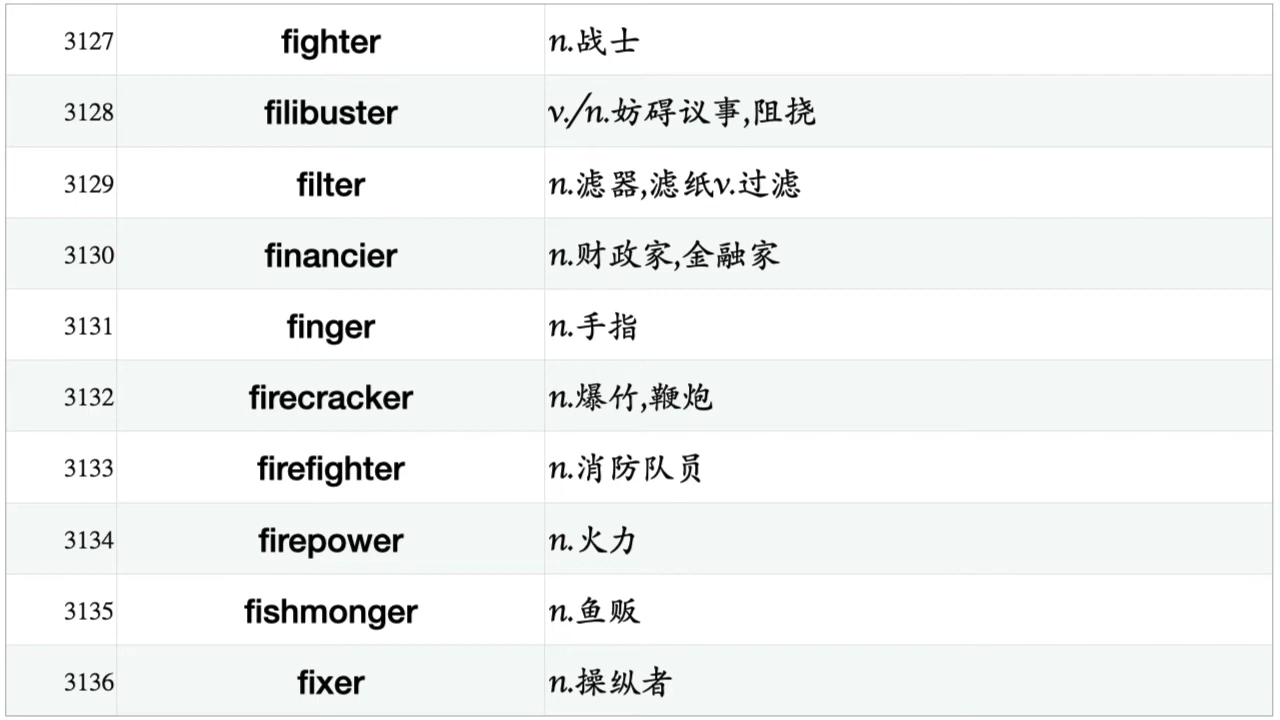 3127 fighter n.战士
3128 filibuster v./n.妨碍议事,阻挠
3129 filter n.滤器,滤纸v.过滤
3130 financier n.财政家,金融家
3131 finger n.手指
3132 firecracker n.爆竹,鞭炮
3133 firefighter n.消防队员
3134 firepower n.火力
3135 fishmonger n.鱼贩
3136 fixer n.操纵者